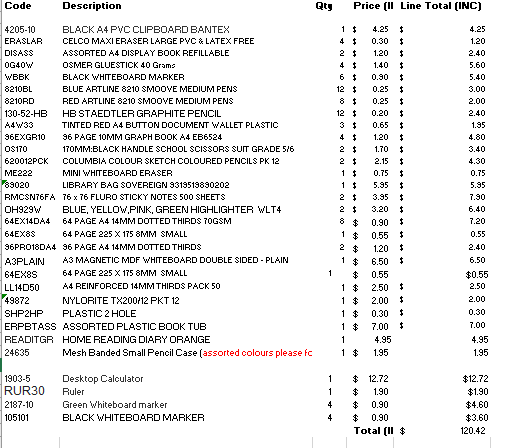 Code Description Qty Price (II Line Total (INC)
4205-10 BLACK A4 PVC CLIPBOARD BANTEX 1 $ 4.25 $ 4.25
ERASLAR CELCO MAXI ERASER LARGE PVC & LATEX FREE 4 $ 0.30 $ 1.20
DISASS ASSORTED A4 DISPLAY BOOK REFILLABLE 2 $ 1.20 $ 2.40
0G40W OSMER GLUESTICK 40 Grams 4 $ 1.40 $ 5.60
WBBK BLACK WHITEBOARD MARKER 6 $ 0.90 $ 5.40
8210BL BLUE ARTLINE 8210 SMOOVE MEDIUM PENS 12 $ 0.25 $ 3.00
8210RD RED ARTLINE 8210 SMOOVE MEDIUM PENS 8 $ 0.25 $ 2.00
130-52-HB HB STAEDTLER GRAPHITE PENCIL 12 $ 0.20 $ 2.40
A4W33 TINTED RED A4 BUTTON DOCUMENT WALLET PLASTIC 3 $ 0.65 $ 1.95
96EXGR10 96 PAGE 10MM GRAPH BOOK A4 EB6524 4 $ 1.20 $ 4.80
OS170 170MM:BLACK HANDLE SCHOOL SCISSORS SUIT GRADE 5/6 2 $ 1.70 $ 3.40
620012PCK COLUMBIA COLOUR SKETCH COLOURED PENCILS PK 12 2 $ 2.15 $ 4.30
ME222 MINI WHITEBOARD ERASER 1 $ 0.75 $ 0.75
89020 LIBRARY BAG SOVEREIGN 9319519890202 1 $ 5.95 $ 5.95
RMCSN76FA 76 x 76 FLURO STICKY NOTES 500 SHEETS 2 $ 3.95 $ 7.90
OH929W BLUE, YELLOW,PINK, GREEN HIGHLIGHTER WLT4 2 $ 3.20 $ 6.40
64EX14DA4 64 PAGE A4 14MM DOTTED THIRDS 70GSM 8 $ 0.90 $ 7.20
64EX8S 64 PAGE 225 X 175 8MM SMALL 1 $ 0.55 $ 0.55
96PRO18DA4 96 PAGE A4 14MM DOTTED THIRDS 2 $ 1.20 $ 2.40
A3PLAIN A3 MAGNETIC MDF WHITEBOARD DOUBLE SIDED - PLAIN 1 $ 6.50 $ 6.50
64EX8S 64 PAGE 225 X 175 8MM SMALL 1 $ 0.55 $0.55
LL14D50 A4 REINFORCED 14MM THIRDS PACK 50 1 $ 2.50 $ 2.50
49872 NYLORITE TX200/12 PKT 12 1 $ 2.00 $ 2.00
SHP2HP PLASTIC 2 HOLE 1 $ 0.30 $ 0.30
ERPBTASS ASSORTED PLASTIC BOOK TUB 1 $ 7.00 $ 7.00
READITGR HOME READING DIARY ORANGE 1 4.95 4.95
24635 Mesh Banded Small Pencil Case (assorted colours please fc 1 $ 1.95 1.95
1903-5 Desktop Calculator 1 $ 12.72 $12.72
RUR30 Ruler 1 $ 1.90 $1.90
2187-10 Green Whiteboard marker 4 $ 0.90 $4.60
105101 BLACK WHITEBOARD MARKER 4 $ 0.90 $3.60
Total (II $ 120.42